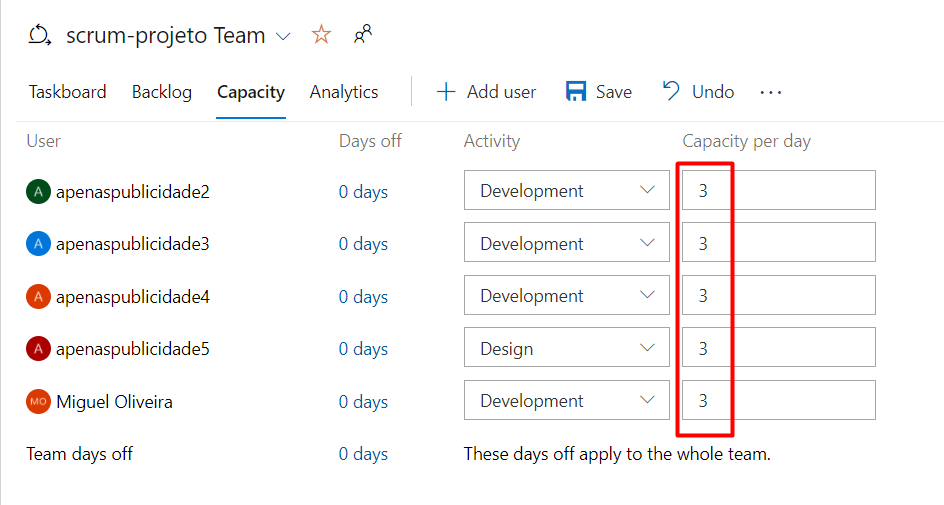 scrum-projeto Team
Taskboard Backlog Capacity Analytics Add user Save Undo ...
User Days off Activity Capacity per day
A apenaspublicidade2 0 days Development 3
A apenaspublicidade3 0 days Development 3
A apenaspublicidade4 0 days Development 3
A apenaspublicidade5 0 days Design 3
MO Miguel Oliveira 0 days Development 3
Team days off 0 days These days off apply to the whole team.